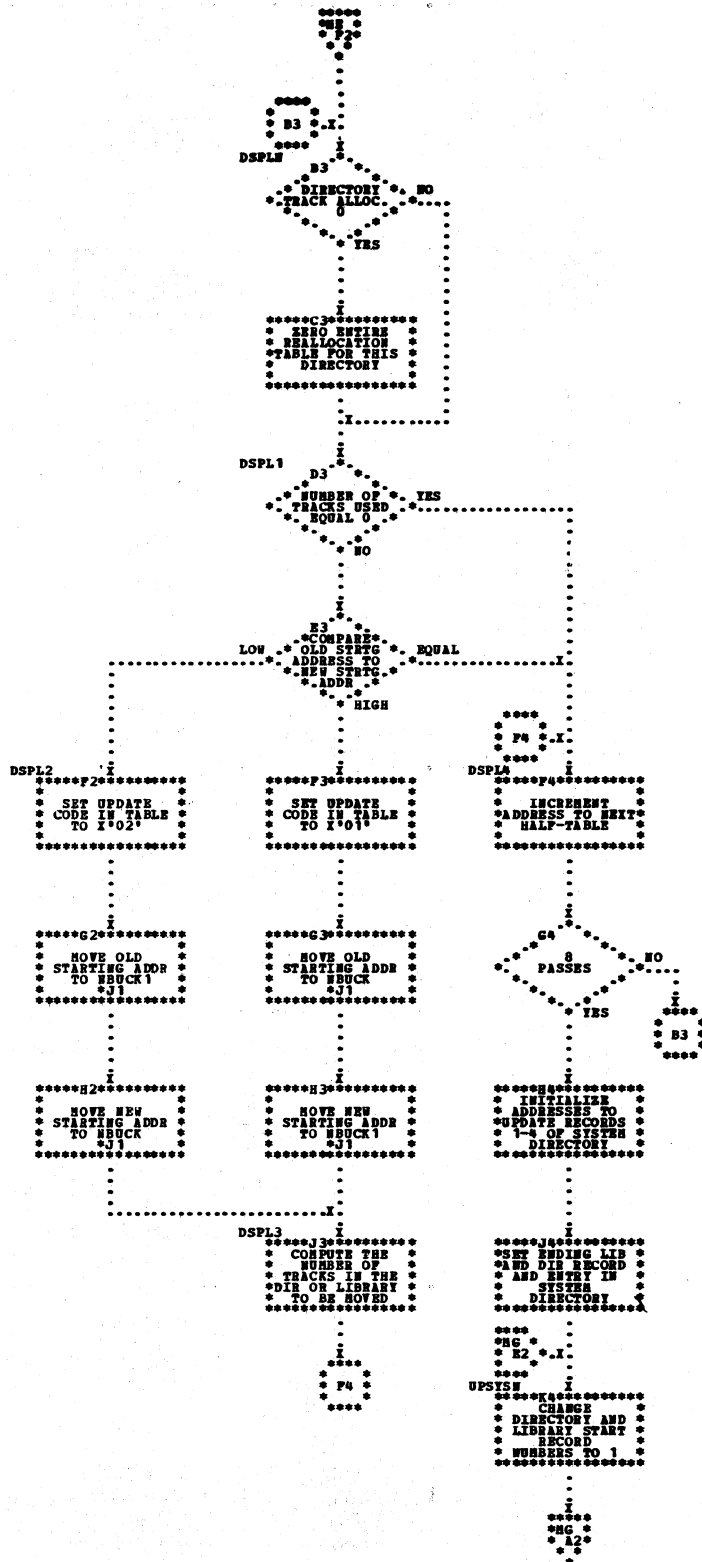 ME
F2
B3
DSPLN
B3
DIRECTORY
TRACK ALLOC.
0
NO
YES
C3
ZERO ENTIRE
REALLOCATION
TABLE FOR THIS
DIRECTORY
DSPL1
D3
NUMBER OF
TRACKS USED
EQUAL 0
YES
NO
E3
COMPARE
OLD STRTG
ADDRESS TO
NEW STRTG
ADDR
LOW
EQUAL
HIGH
F4
DSPL2
F2
SET UPDATE
CODE IN TABLE
TO X'02'
F3
SET UPDATE
CODE IN TABLE
TO X'01'
DSPL4
F4
INCREMENT
ADDRESS TO NEXT
HALF-TABLE
G2
MOVE OLD
STARTING ADDR
TO NBUCK1
*J1
G3
MOVE OLD
STARTING ADDR
TO NBUCK
*J1
G4
8
PASSES
NO
YES
B3
H2
MOVE NEW
STARTING ADDR
TO NBUCK
*J1
H3
MOVE NEW
STARTING ADDR
TO NBUCK1
*J1
H4
INITIALIZE
ADDRESSES TO
UPDATE RECORDS
1-4 OF SYSTEM
DIRECTORY
DSPL3
J3
COMPUTE THE
NUMBER OF
TRACKS IN THE
DIR OR LIBRARY
TO BE MOVED
J4
SET ENDING LIB
AND DIR RECORD
AND ENTRY IN
SYSTEM
DIRECTORY
F4
MG
E2
UPSYSN
K4
CHANGE
DIRECTORY AND
LIBRARY START
RECORD
NUMBERS TO 1
MG
A2